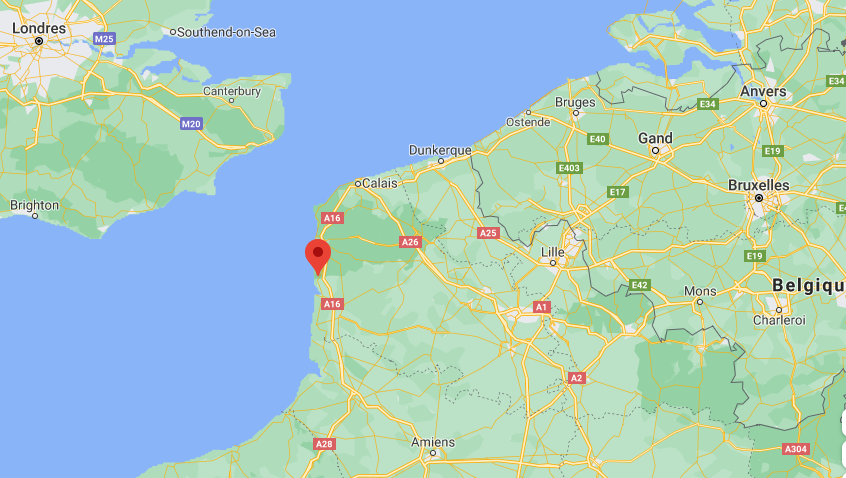 Londres
M25
Southend-on-Sea
Canterbury
M20
Brighton
Anvers
E34
E34
Bruges
Ostende
Gand
E40
E19
Dunkerque
E403
Calais
E17
Bruxelles
A16
A26
A25
Lille
E19
E42
Mons
Belgiqu
A16
A1
Charleroi
A2
A28
Amiens
A304